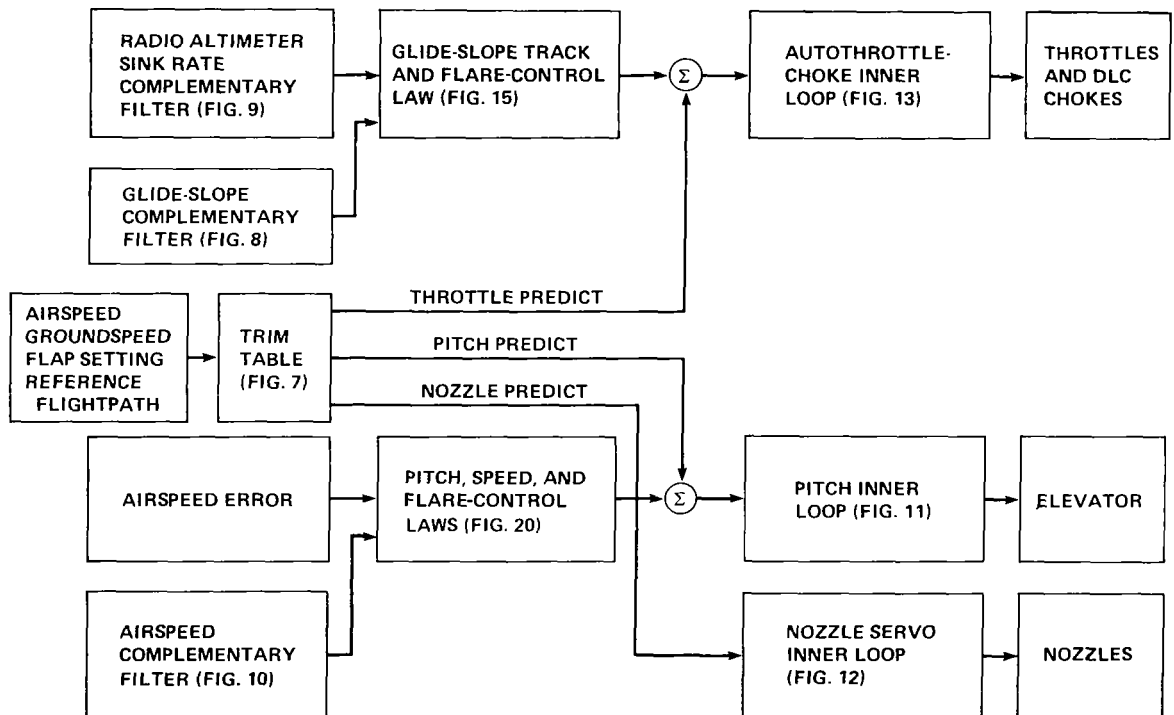 RADIO ALTIMETER
SINK RATE
COMPLEMENTARY
FILTER (FIG. 9)
GLIDE-SLOPE TRACK
AND FLARE-CONTROL
LAW (FIG. 15)
Σ
AUTOTHROTTLE-
CHOKE INNER
LOOP (FIG. 13)
THROTTLES
AND DLC
CHOKES
GLIDE-SLOPE
COMPLEMENTARY
FILTER (FIG. 8)
AIRSPEED
GROUNDSPEED
FLAP SETTING
REFERENCE
FLIGHTPATH
TRIM
TABLE
(FIG. 7)
THROTTLE PREDICT
PITCH PREDICT
NOZZLE PREDICT
AIRSPEED ERROR
PITCH, SPEED, AND
FLARE-CONTROL
LAWS (FIG. 20)
Σ
PITCH INNER
LOOP (FIG. 11)
ELEVATOR
AIRSPEED
COMPLEMENTARY
FILTER (FIG. 10)
NOZZLE SERVO
INNER LOOP
(FIG. 12)
NOZZLES